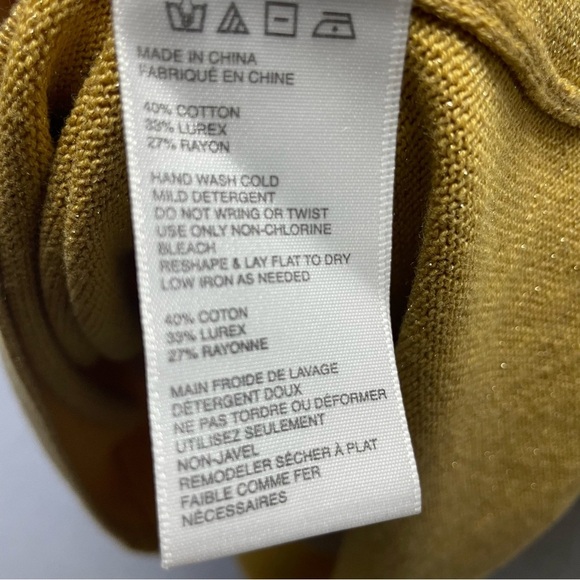 MADE IN CHINA
FABRIQUÉ EN CHINE
40% COTTON
33% LUREX
27% RAYON
HAND WASH COLD
MILD DETERGENT
DO NOT WRING OR TWIST
USE ONLY NON-CHLORINE
BLEACH
RESHAPE & LAY FLAT TO DRY
LOW IRON AS NEEDED
40% COTON
33% LUREX
27% RAYONNE
MAIN FROIDE DE LAVAGE
DÉTERGENT DOUX
NE PAS TORDRE OU DÉFORMER
UTILISEZ SEULEMENT
NON-JAVEL
REMODELER SÉCHER À PLAT
FAIBLE COMME FER
NÉCESSAIRES